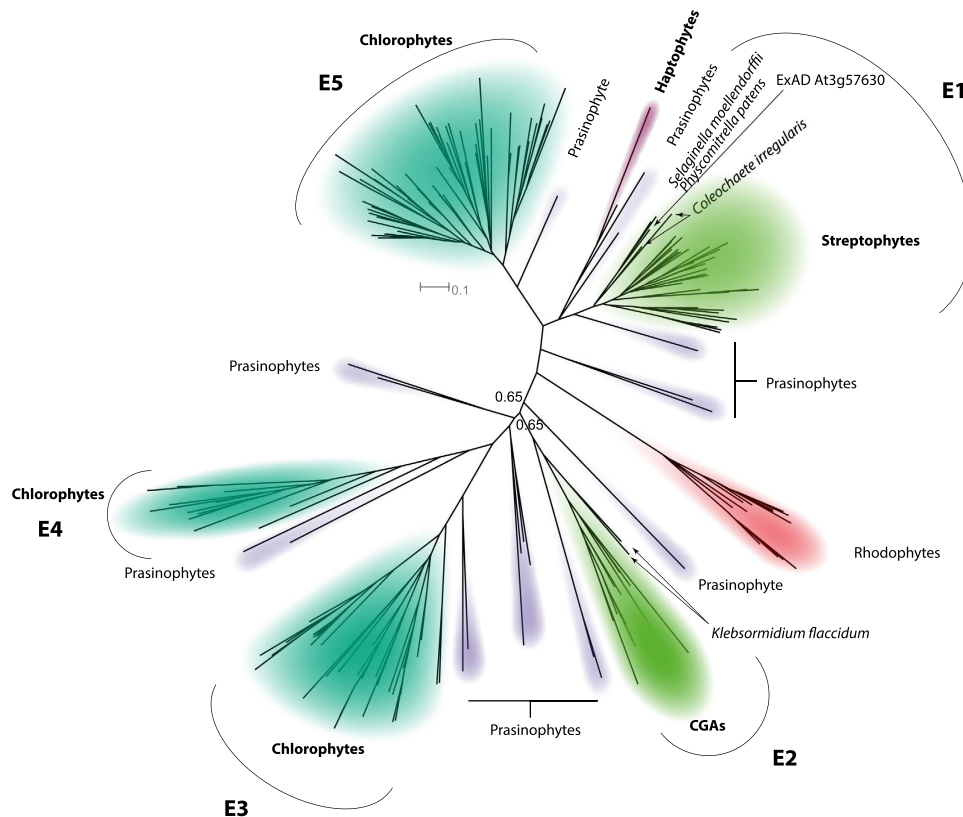 Chlorophytes
E5
Prasinophyte
Haptophytes
Prasinophytes
Selaginella moellendorffii
Physcomitrella patens
ExAD At3g57630
E1
Coleochaete irregularis
Streptophytes
0.1
Prasinophytes
Prasinophytes
0.65
0.65
Chlorophytes
E4
Prasinophytes
Rhodophytes
Prasinophyte
Klebsormidium flaccidum
Prasinophytes
CGAs
E2
Chlorophytes
E3